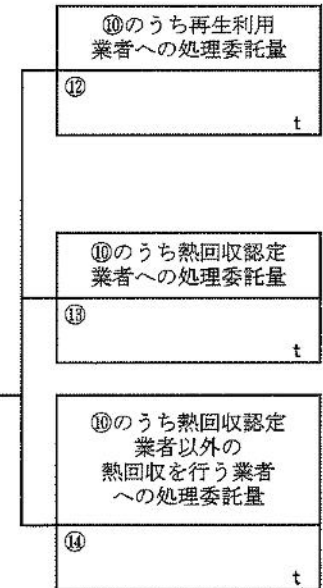 ⑩のうち再生利用
業者への処理委託量
⑫
t
⑩のうち熱回収認定
業者への処理委託量
⑬
t
⑩のうち熱回収認定
業者以外の
熱回収を行う業者
への処理委託量
⑭
t